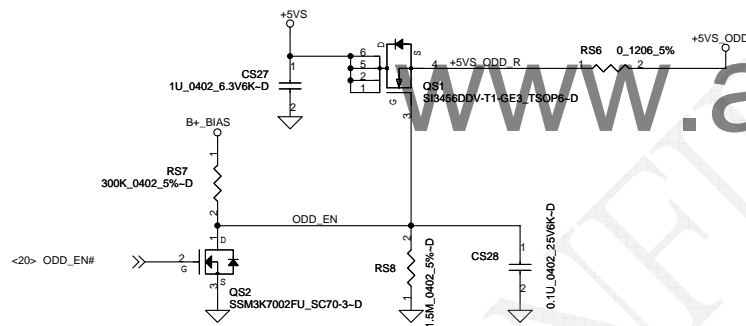 +5VS
+5VS_ODD
6
5
2
1
D
S
4
+5VS_ODD_R
RS6 0_1206_5%
1
2
CS27
1U_0402_6.3V6K~D
1
2
G
3
QS1
SI3456DDV-T1-GE3_TSOP6~D
www.a
B+_BIAS
1
RS7
300K_0402_5%~D
2
ODD_EN
<20> ODD_EN#
2
G
1
D
S
3
QS2
SSM3K7002FU_SC70-3~D
2
RS8
1
1.5M_0402_5%~D
CS28
1
2
0.1U_0402_25V6K~D